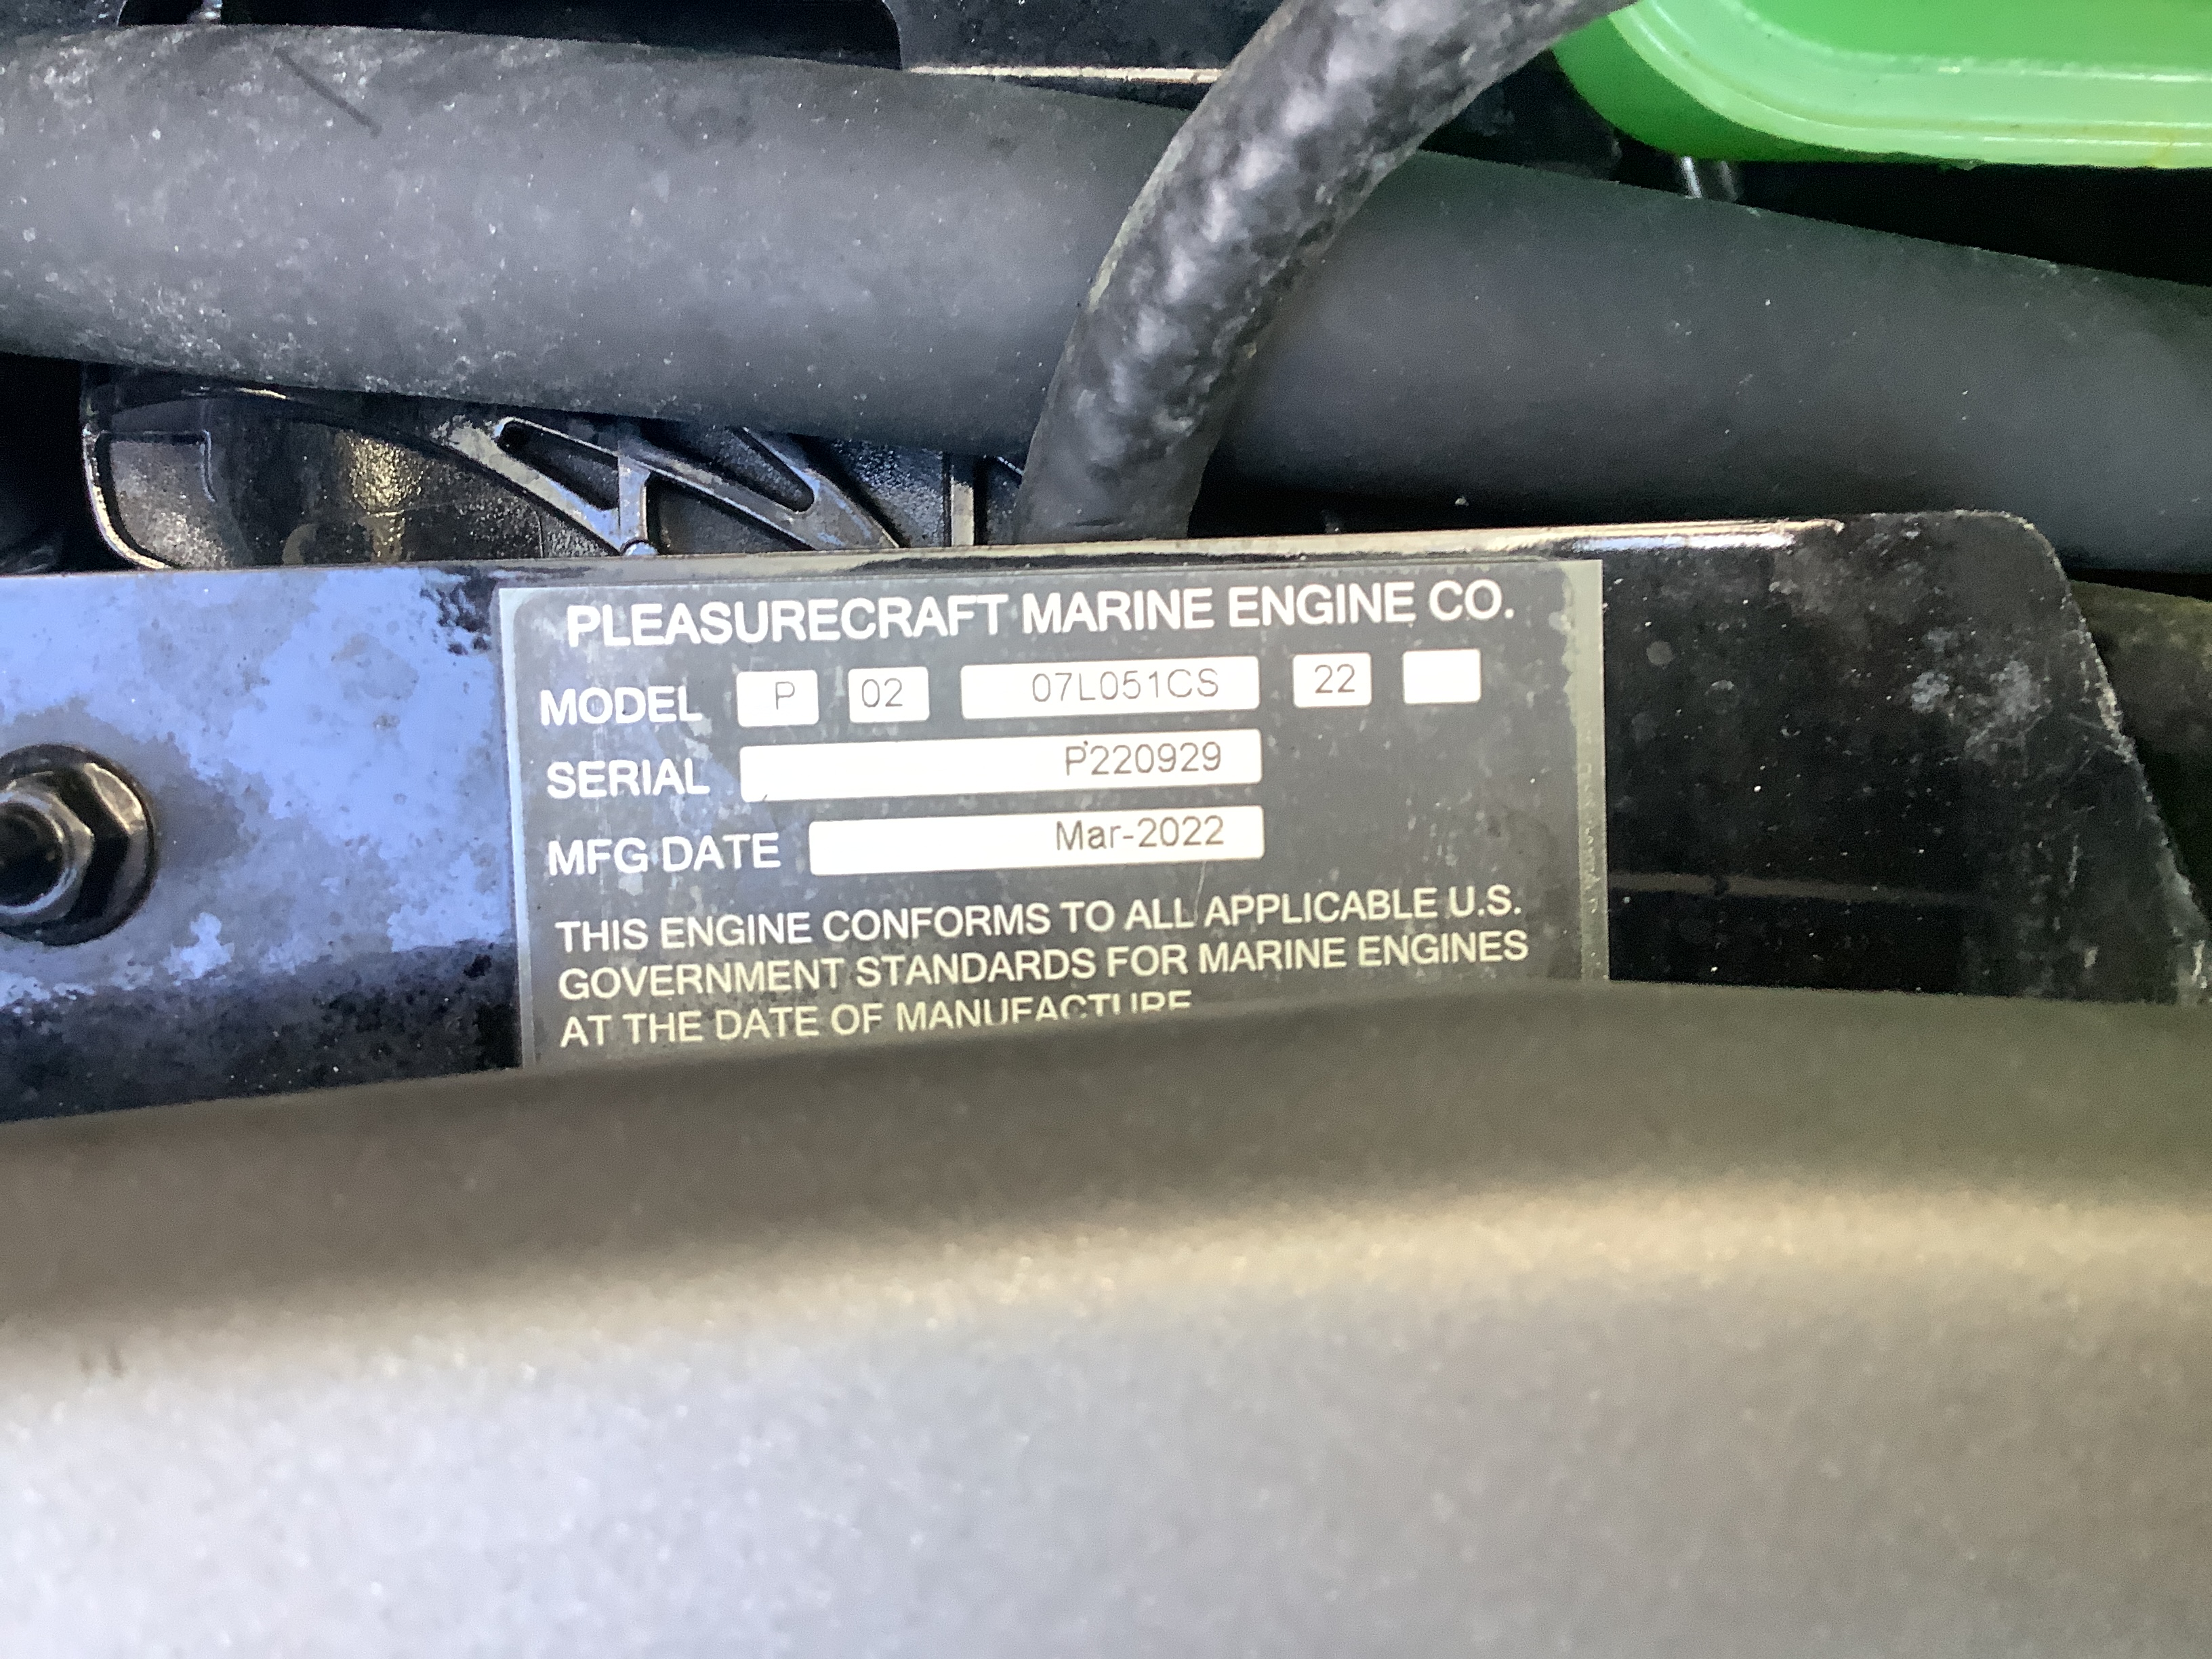 PLEASURECRAFT MARINE ENGINE CO.
MODEL P 02 07L051CS 22
SERIAL P220929
MFG DATE Mar-2022
THIS ENGINE CONFORMS TO ALL APPLICABLE U.S.
GOVERNMENT STANDARDS FOR MARINE ENGINES
AT THE DATE OF MANUFACTURE